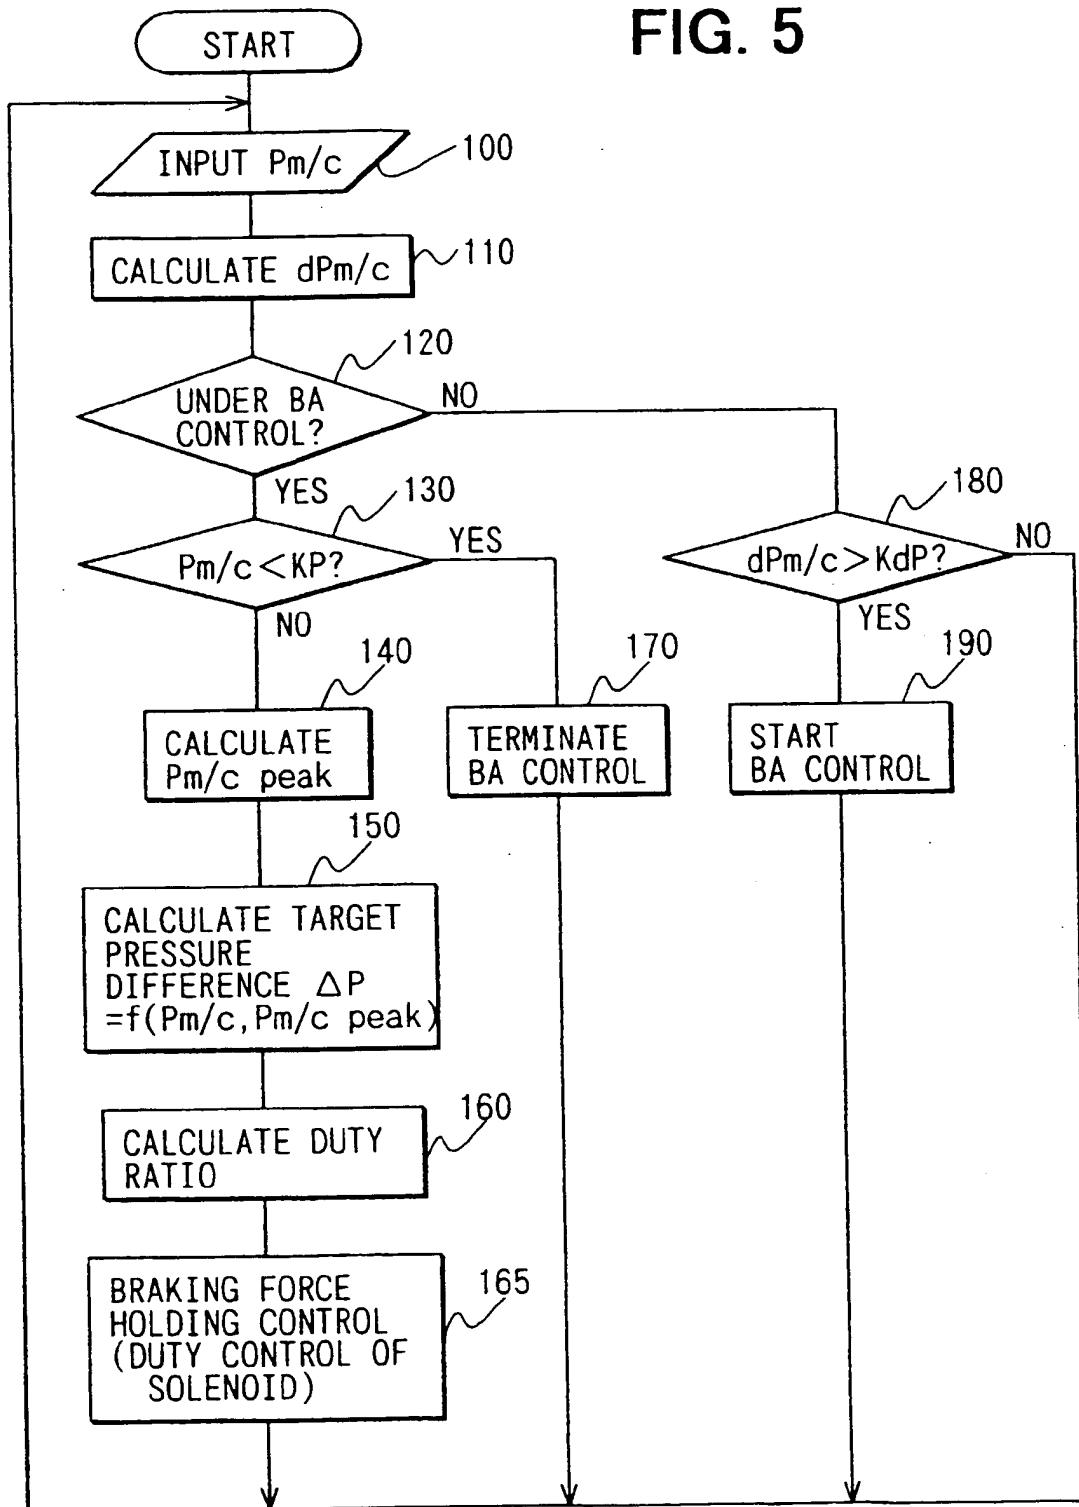 FIG. 5
START
INPUT Pm/c
100
CALCULATE dPm/c
110
120
UNDER BA
CONTROL?
NO
YES
130
Pm/c<KP?
YES
NO
180
dPm/c>KdP?
NO
YES
140
CALCULATE
Pm/c peak
170
TERMINATE
BA CONTROL
190
START
BA CONTROL
150
CALCULATE TARGET
PRESSURE
DIFFERENCE ΔP
=f(Pm/c,Pm/c peak)
160
CALCULATE DUTY
RATIO
165
BRAKING FORCE
HOLDING CONTROL
(DUTY CONTROL OF
SOLENOID)